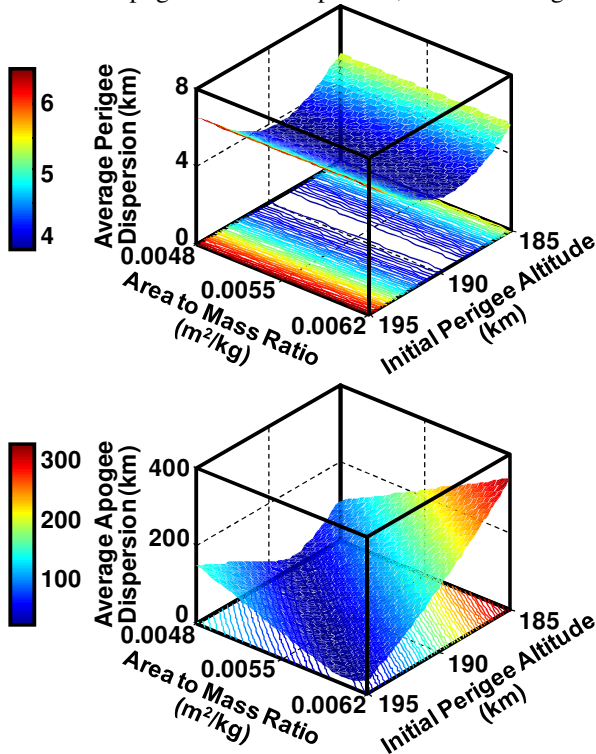 6
5
4
Average Perigee
Dispersion (km)
8
4
0
0.0048
0.0055
0.0062
Area to Mass Ratio
(m²/kg)
195
190
185
Initial Perigee Altitude
(km)
300
200
100
Average Apogee
Dispersion (km)
400
200
0
0.0048
0.0055
0.0062
Area to Mass Ratio
(m²/kg)
195
190
185
Initial Perigee Altitude
(km)